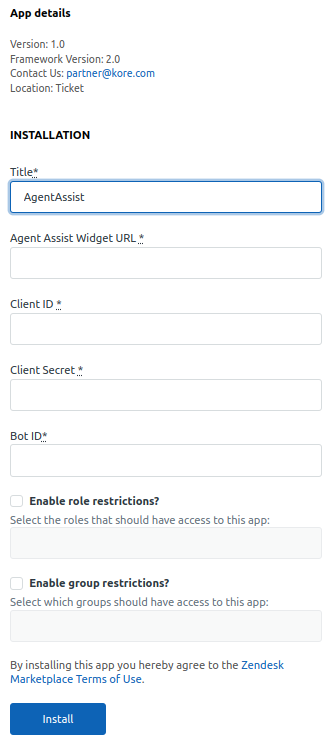 App details
Version: 1.0
Framework Version: 2.0
Contact Us: partner@kore.com
Location: Ticket
INSTALLATION
Title*
AgentAssist
Agent Assist Widget URL *
Client ID *
Client Secret *
Bot ID*
Enable role restrictions?
Select the roles that should have access to this app:
Enable group restrictions?
Select which groups should have access to this app:
By installing this app you hereby agree to the Zendesk
Marketplace Terms of Use.
Install